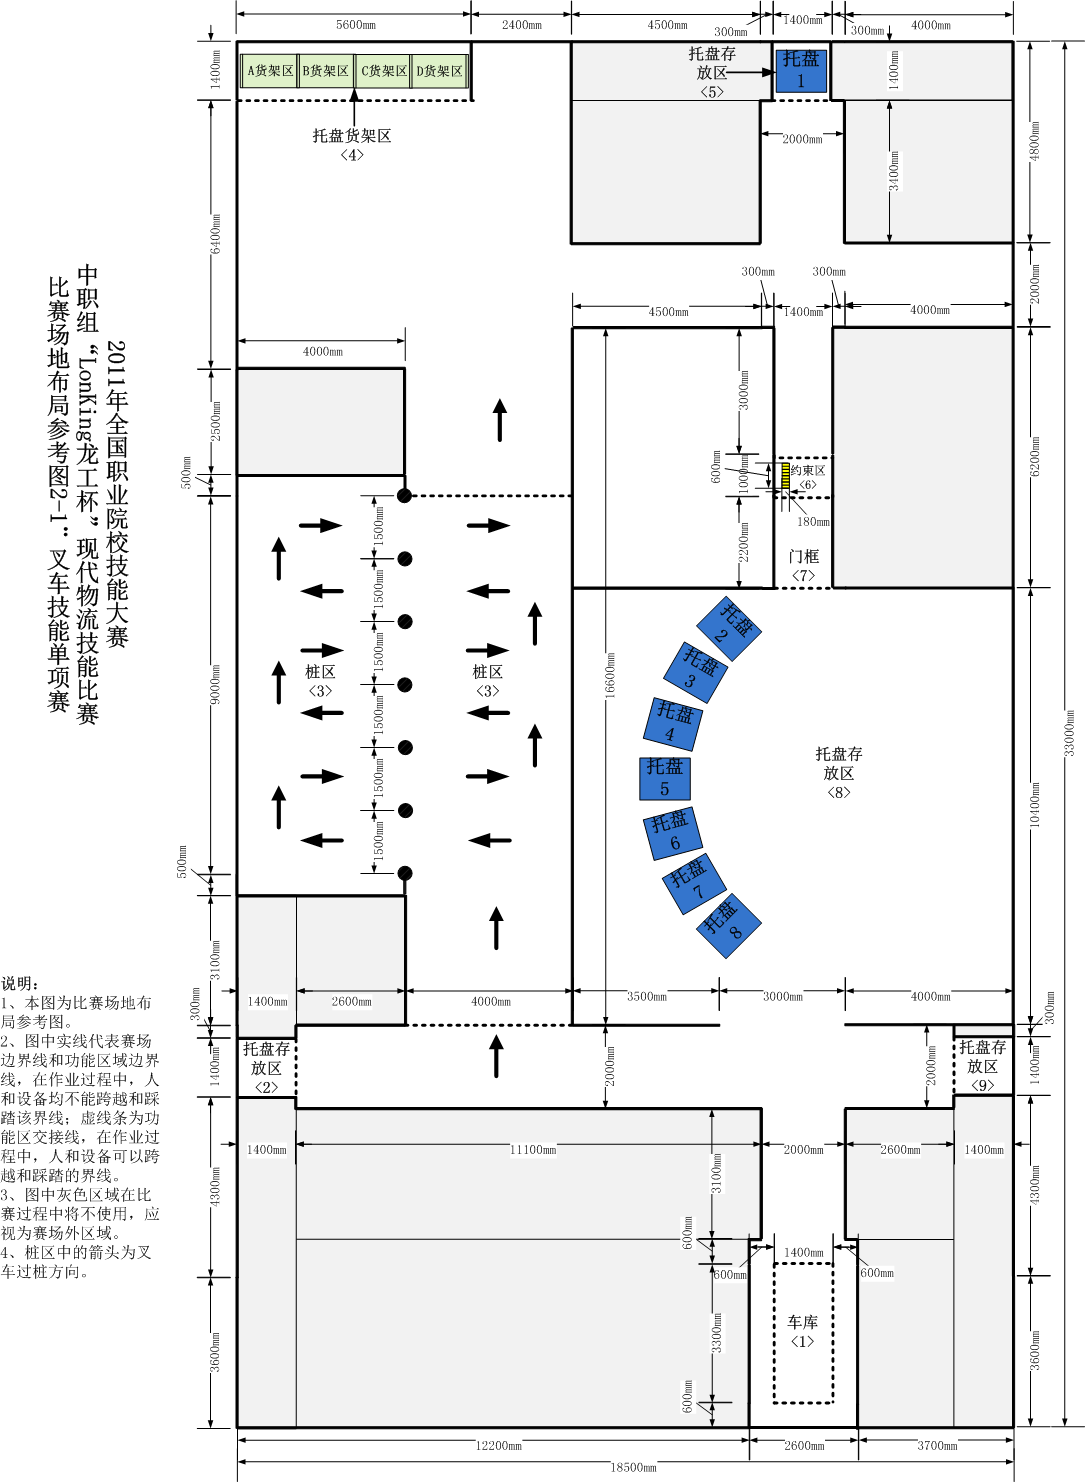 5600mm
2400mm
4500mm
300mm
1400mm
300mm
4000mm
1400mm
A货架区
B货架区
C货架区
D货架区
托盘存
放区
<5>
托盘
1
1400mm
托盘货架区
<4>
2000mm
3400mm
4800mm
6400mm
300mm
300mm
4500mm
1400mm
4000mm
2000mm
4000mm
3000mm
2500mm
500mm
600mm
1000mm
约束区
<6>
180mm
6200mm
2200mm
门框
<7>
1500mm
1500mm
1500mm
1500mm
1500mm
1500mm
9000mm
桩区
<3>
桩区
<3>
16600mm
托盘
2
托盘
3
托盘
4
托盘
5
托盘
6
托盘
7
托盘
8
托盘存
放区
<8>
10400mm
33000mm
500mm
3100mm
300mm
1400mm
2600mm
4000mm
3500mm
3000mm
4000mm
300mm
托盘存
放区
<2>
1400mm
2000mm
2000mm
托盘存
放区
<9>
1400mm
1400mm
11100mm
2000mm
2600mm
1400mm
4300mm
3100mm
4300mm
600mm
600mm
1400mm
600mm
车库
<1>
3300mm
600mm
3600mm
3600mm
12200mm
2600mm
3700mm
18500mm
2011年全国职业院校技能大赛
中职组“LonKing龙工杯”现代物流技能比赛
比赛场地布局参考图2-1：叉车技能单项赛
说明：
1、本图为比赛场地布
局参考图。
2、图中实线代表赛场
边界线和功能区域边界
线，在作业过程中，人
和设备均不能跨越和踩
踏该界线；虚线条为功
能区交接线，在作业过
程中，人和设备可以跨
越和踩踏的界线。
3、图中灰色区域在比
赛过程中将不使用，应
视为赛场外区域。
4、桩区中的箭头为叉
车过桩方向。